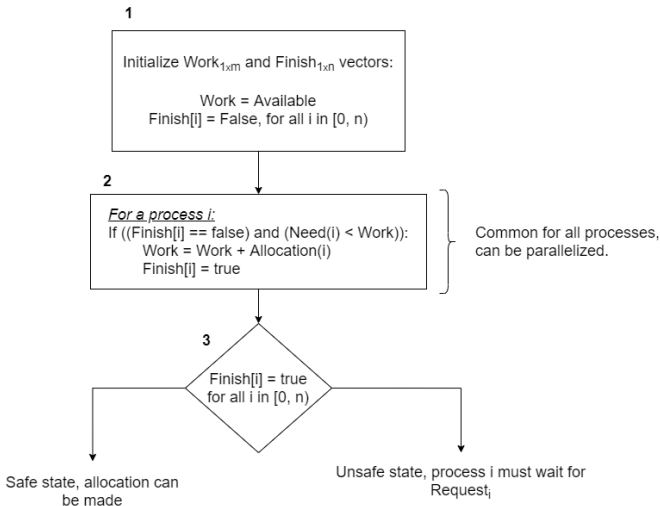 1
Initialize Work1xm and Finish1xn vectors:
Work = Available
Finish[i] = False, for all i in [0, n)
2
For a process i:
If ((Finish[i] == false) and (Need(i) < Work)):
Work = Work + Allocation(i)
Finish[i] = true
Common for all processes,
can be parallelized.
3
Finish[i] = true
for all i in [0, n)
Safe state, allocation can
be made
Unsafe state, process i must wait for
Requesti